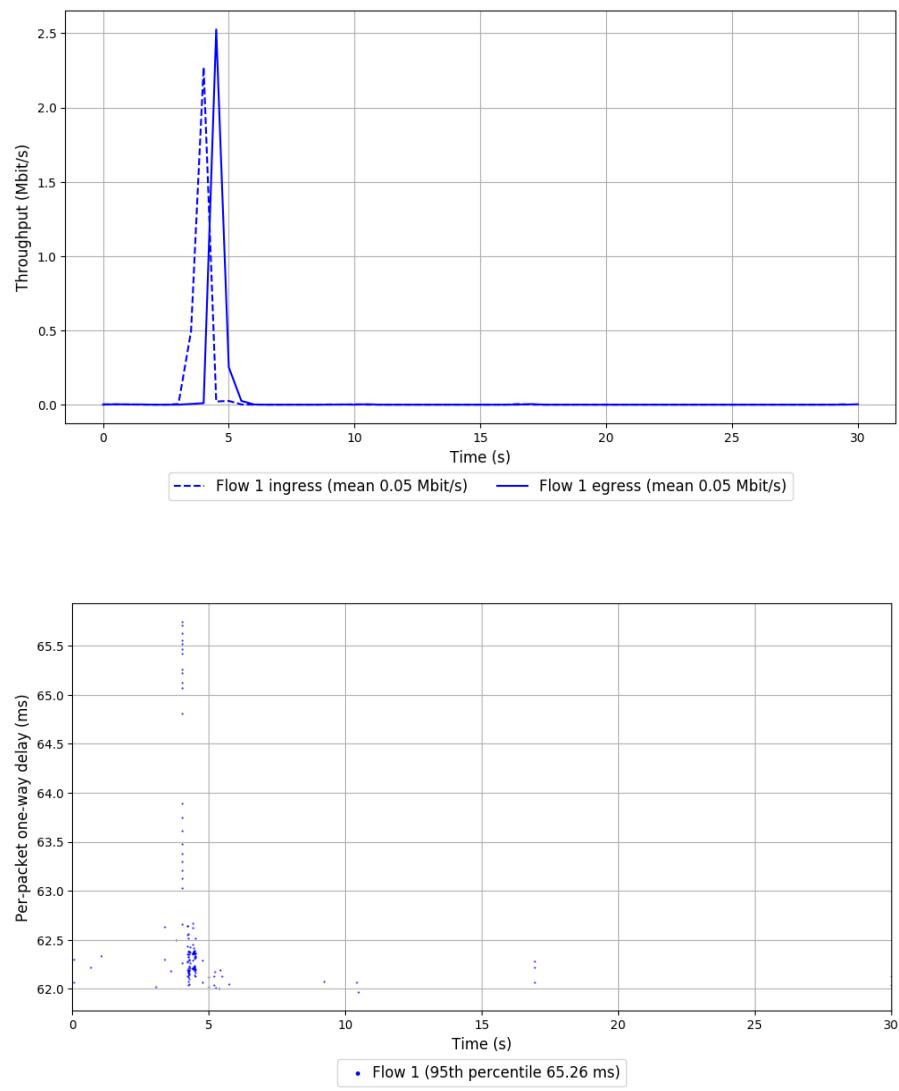 2.5
2.0
1.5
1.0
0.5
0.0
Throughput (Mbit/s)
0 5 10 15 20 25 30
Time (s)
Flow 1 ingress (mean 0.05 Mbit/s) Flow 1 egress (mean 0.05 Mbit/s)
65.5
65.0
64.5
64.0
63.5
63.0
62.5
62.0
Per-packet one-way delay (ms)
0 5 10 15 20 25 30
Time (s)
Flow 1 (95th percentile 65.26 ms)